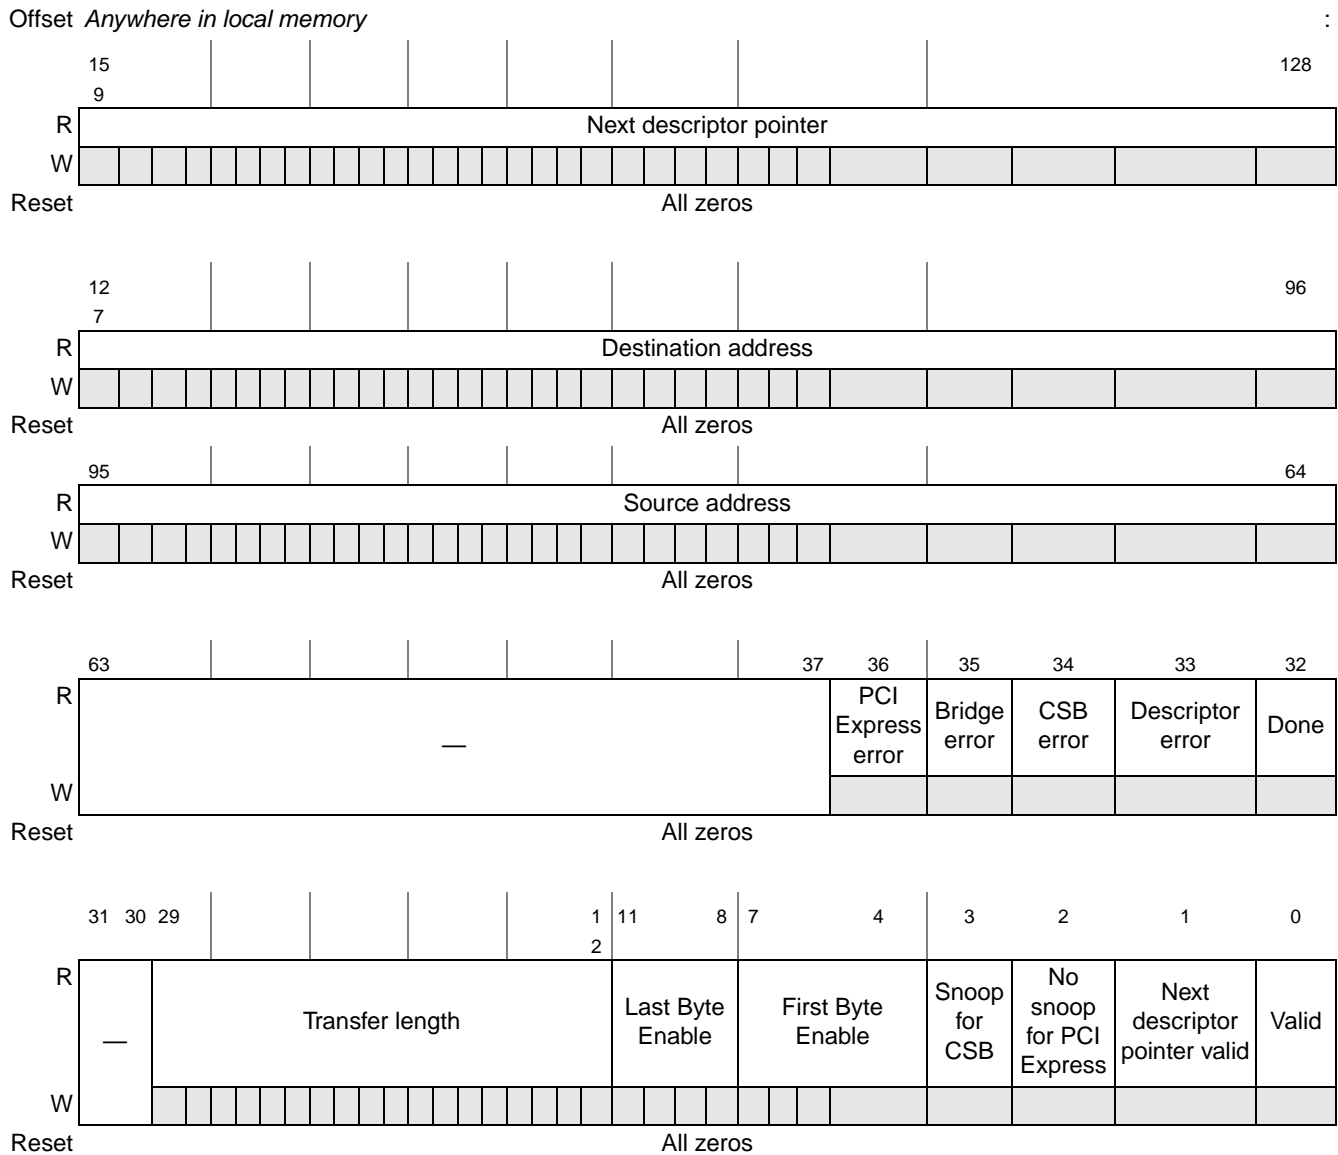 Offset Anywhere in local memory :
15 128
9
R Next descriptor pointer
W
Reset All zeros
12 96
7
R Destination address
W
Reset All zeros
95 64
R Source address
W
Reset All zeros
63 37 36 35 34 33 32
R — PCI Express error Bridge error CSB error Descriptor error Done
W
Reset All zeros
31 30 29 1 11 8 7 4 3 2 1 0
2
R — Transfer length Last Byte Enable First Byte Enable Snoop for CSB No snoop for PCI Express Next descriptor pointer valid Valid
W
Reset All zeros